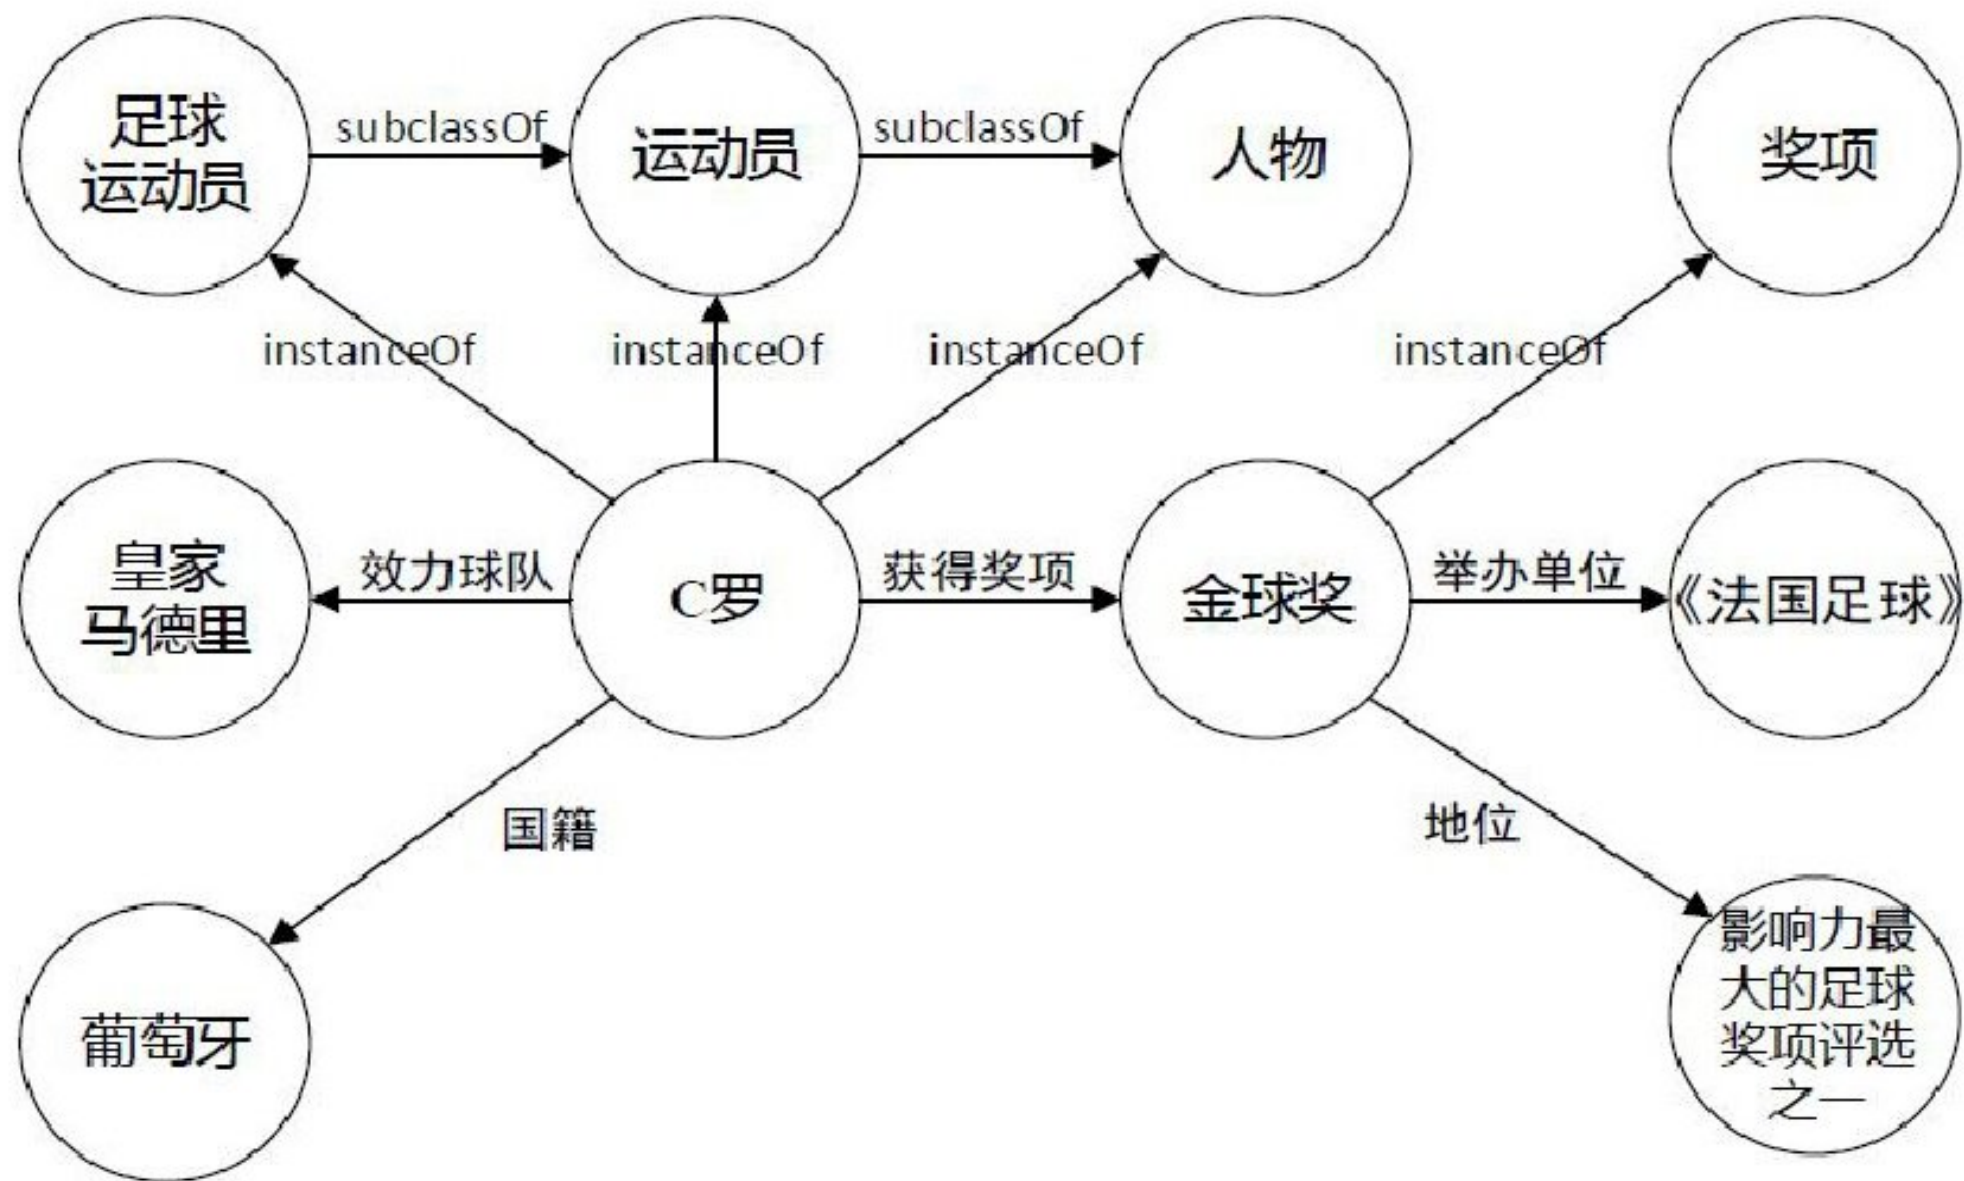 足球
运动员
subclassOf
运动员
subclassOf
人物
奖项
instanceOf
instanceOf
instanceOf
instanceOf
皇家
马德里
效力球队
C罗
获得奖项
金球奖
举办单位
《法国足球》
国籍
地位
葡萄牙
影响力最
大的足球
奖项评选
之一